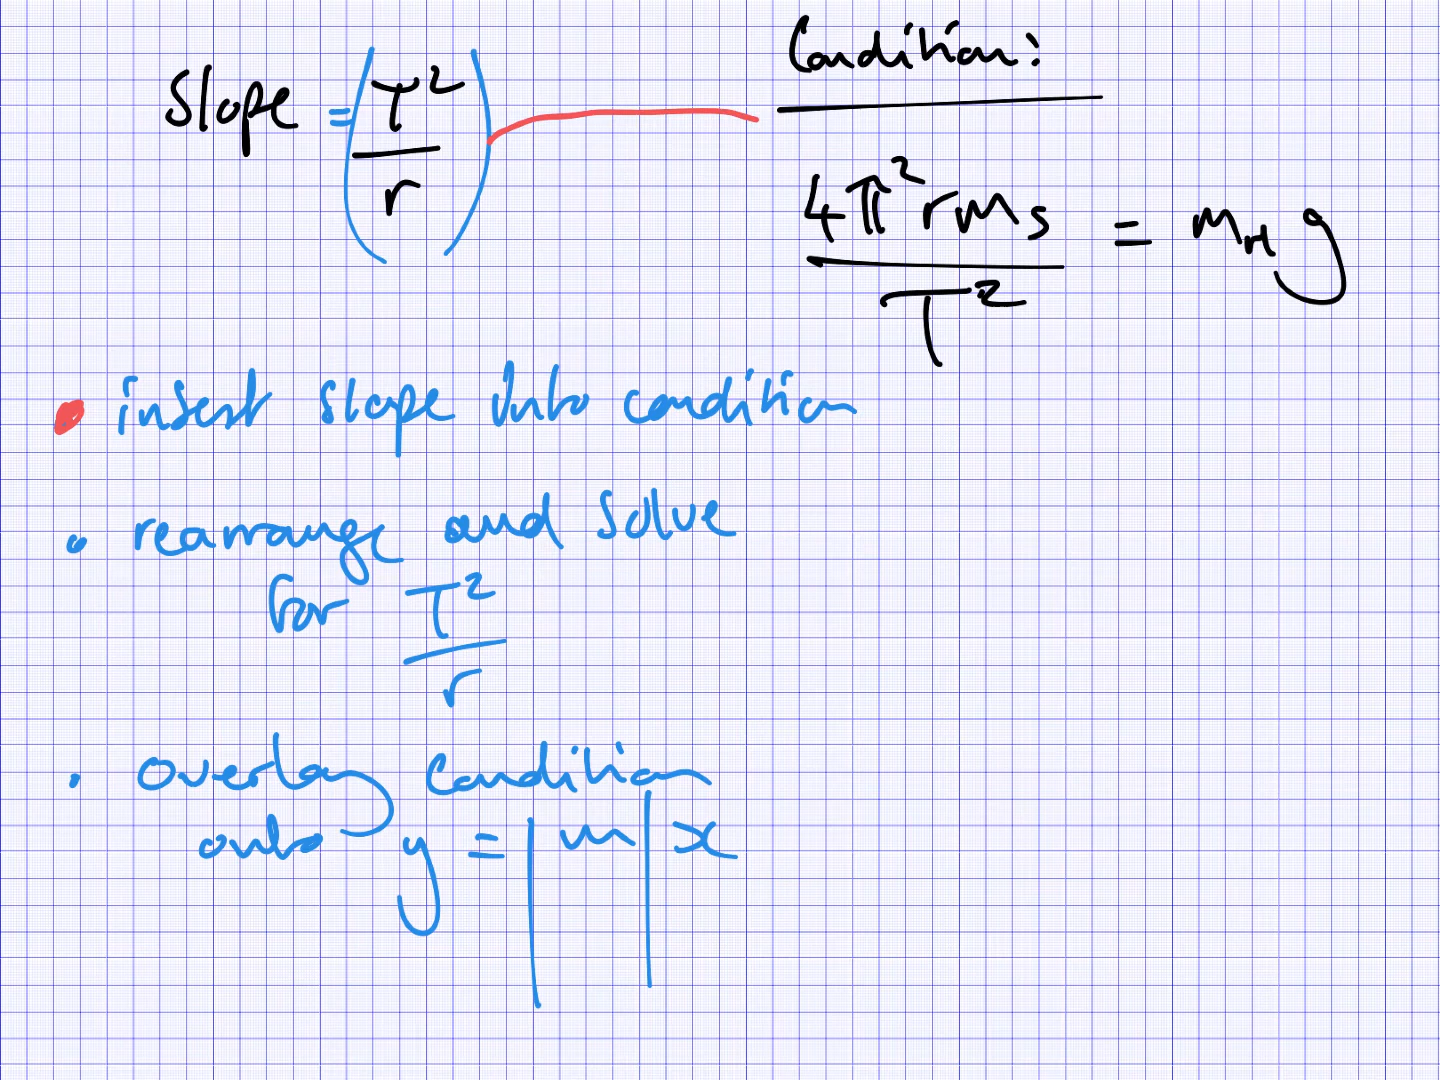 Slope = (T²/r)
Condition:
4π²rms/T² = mHg
• insert slope into condition
• rearrange and solve
for T²/r
• overlay condition
onto y = |m|x